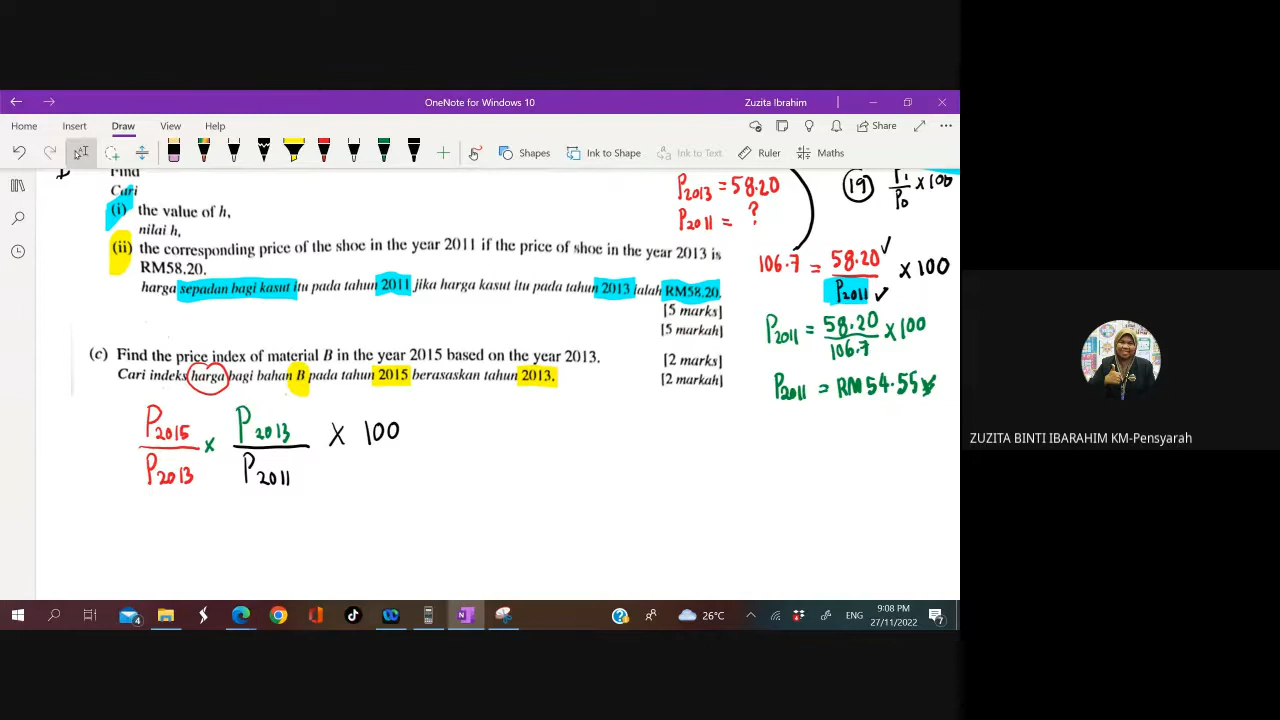 OneNote for Windows 10
Zuzita Ibrahim
Home Insert Draw View Help
Share
Shapes Ink to Shape Ink to Text Ruler Maths
Find
Cari
(i) the value of h,
nilai h,
(ii) the corresponding price of the shoe in the year 2011 if the price of shoe in the year 2013 is
RM58.20.
harga sepadan bagi kasut itu pada tahun 2011 jika harga kasut itu pada tahun 2013 ialah RM58.20.
[5 marks]
[5 markah]
(c) Find the price index of material B in the year 2015 based on the year 2013.
[2 marks]
Cari indeks harga bagi bahan B pada tahun 2015 berasaskan tahun 2013.
[2 markah]
P2015 x P2013 X 100
P2013 P2011
P2013 = 58.20
P2011 = ?
19 P1 x 100
P0
106.7 = 58.20 x 100
P2011
P2011 = 58.20 x 100
106.7
P2011 = RM54.55
ZUZITA BINTI IBARAHIM KM-Pensyarah
4
26°C
ENG
9:08 PM
27/11/2022
7